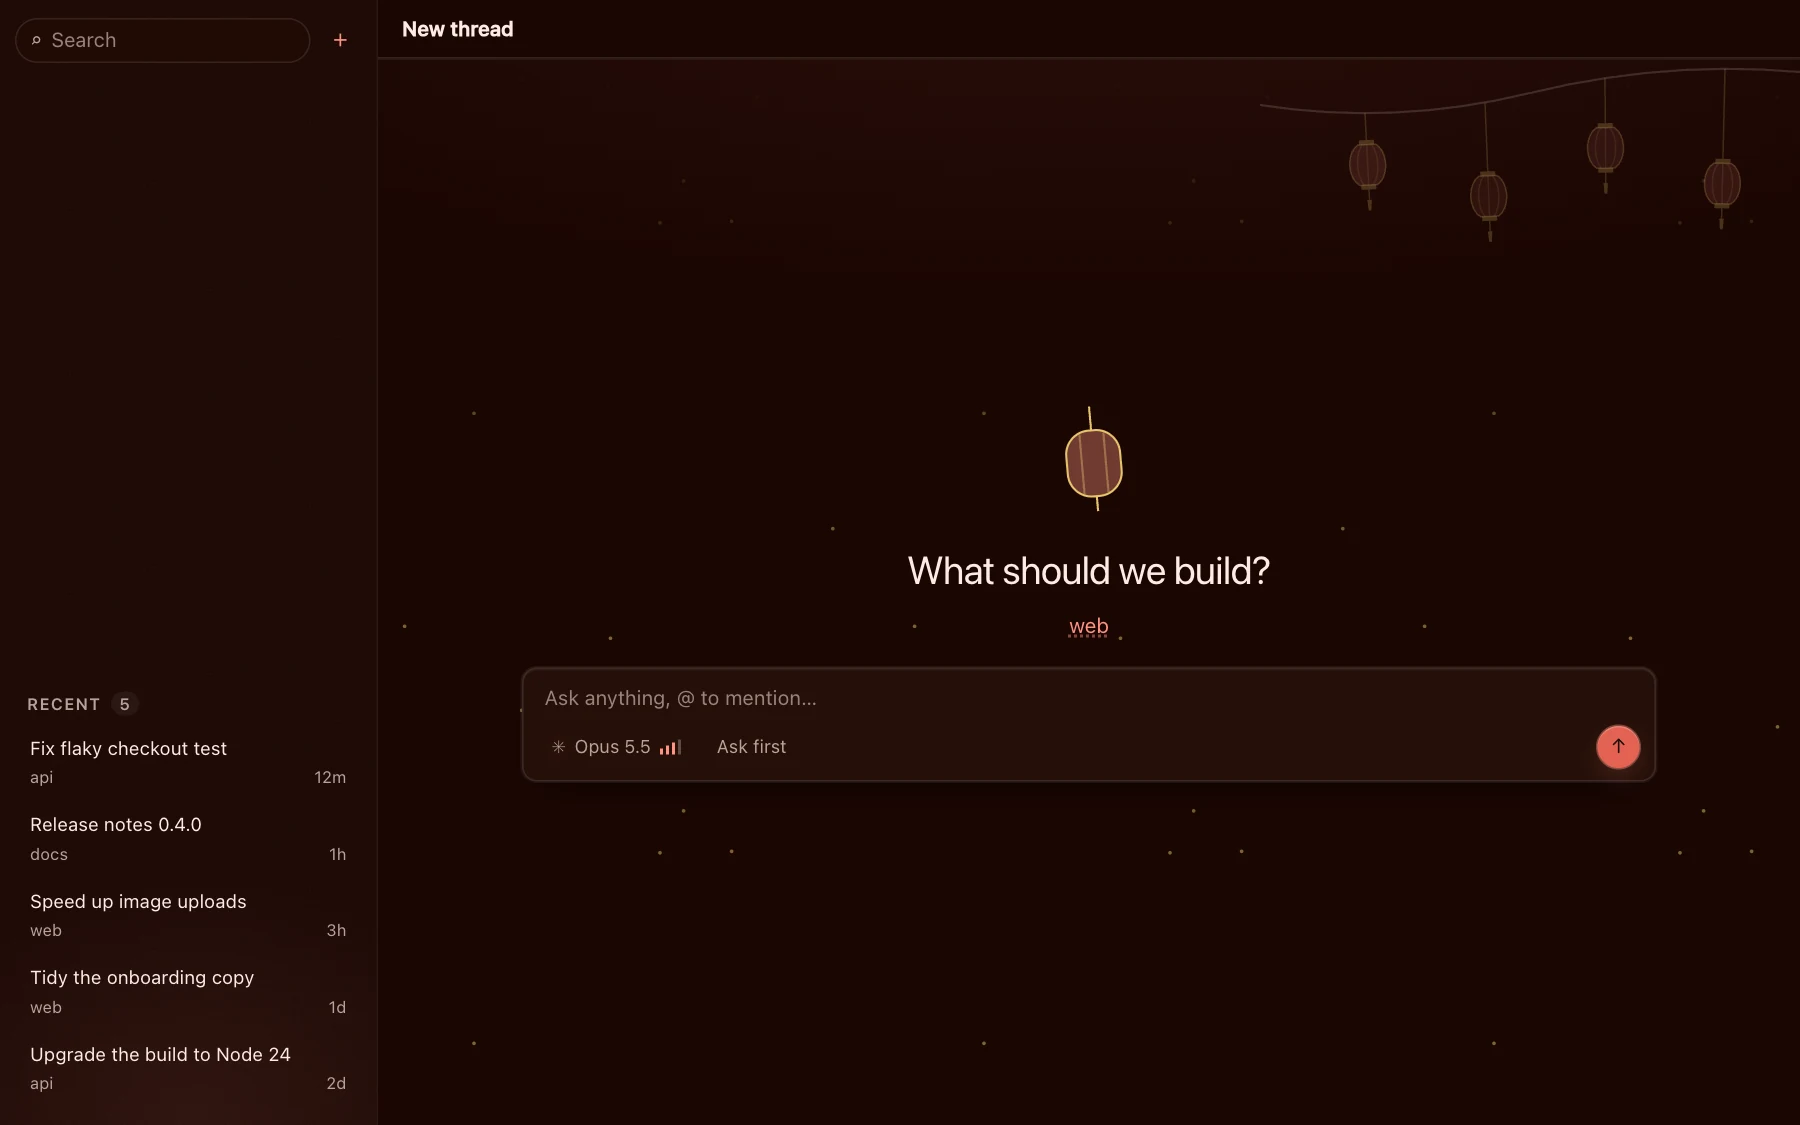 Search
+
New thread
What should we build?
web
Ask anything, @ to mention...
Opus 5.5
Ask first
RECENT 5
Fix flaky checkout test
api 12m
Release notes 0.4.0
docs 1h
Speed up image uploads
web 3h
Tidy the onboarding copy
web 1d
Upgrade the build to Node 24
api 2d